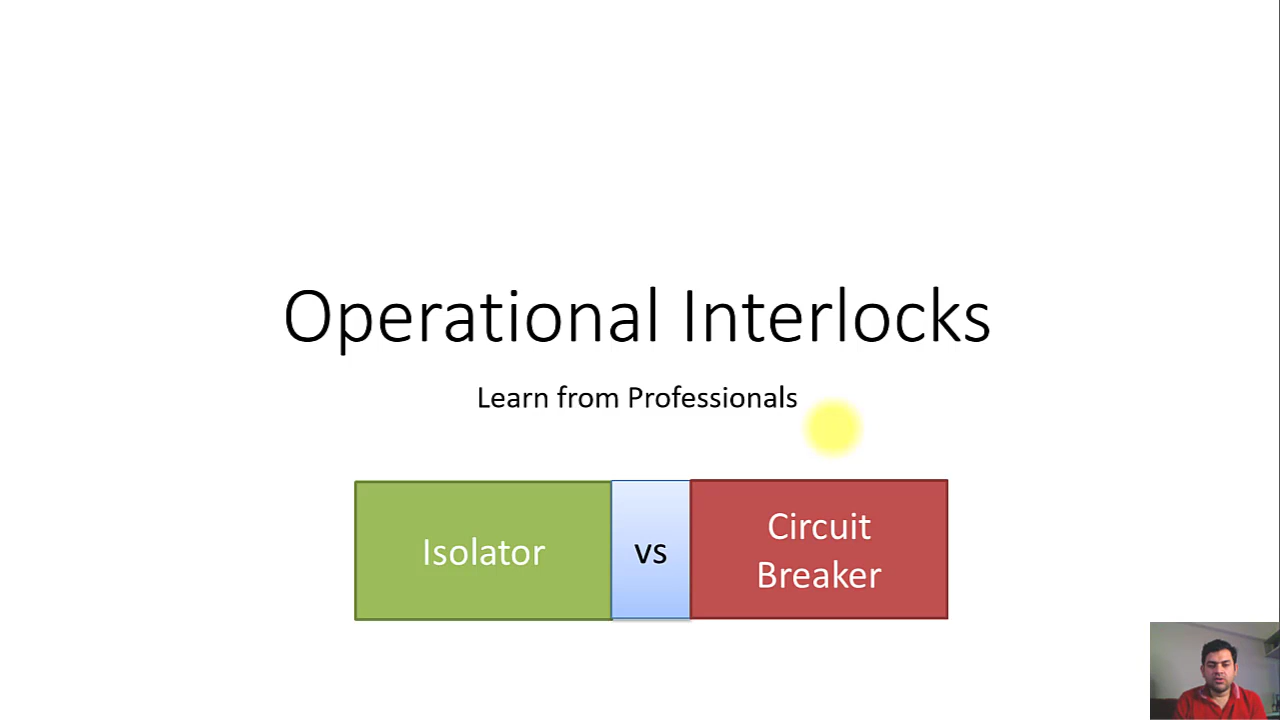 Operational Interlocks
Learn from Professionals
Isolator
vs
Circuit
Breaker